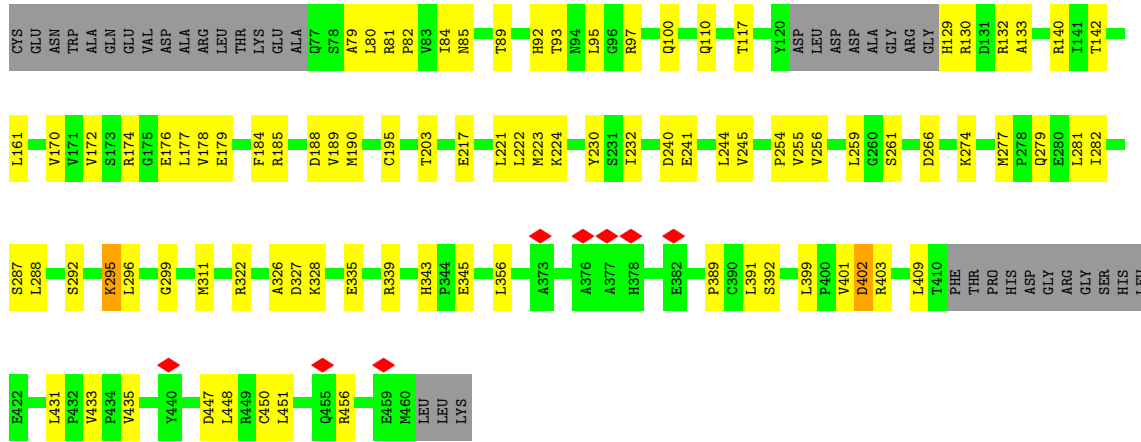 CYS GLU ASN TRP ALA GLN GLU VAL ASP ALA ARG LEU THR LYS GLU ALA Q77 S78 A79 L80 R81 P82 V83 I84 N85 T89 H92 T93 N94 L95 G96 R97 Q100 Q110 T117 Y120 ASP LEU ASP ASP ALA GLY ARG GLY H129 R130 D131 R132 A133 R140 I141 T142
L161 V170 V171 V172 S173 R174 G175 E176 L177 V178 E179 F184 R185 D188 V189 M190 C195 T203 E217 L221 L222 M223 K224 Y230 S231 I232 D240 E241 L244 V245 P254 V255 V256 L259 G260 S261 D266 K274 M277 P278 Q279 E280 L281 I282
S287 L288 S292 K295 L296 G299 M311 R322 A326 D327 K328 E335 R339 H343 P344 E345 L356 A373 A376 A377 H378 E382 P389 C390 L391 S392 L399 P400 V401 D402 R403 L409 T410 PHE THR PRO HIS ASP GLY ARG GLY SER HIS LEU
E422 L431 P432 V433 P434 V435 Y440 D447 L448 R449 C450 L451 Q455 R456 E459 M460 LEU LEU LYS